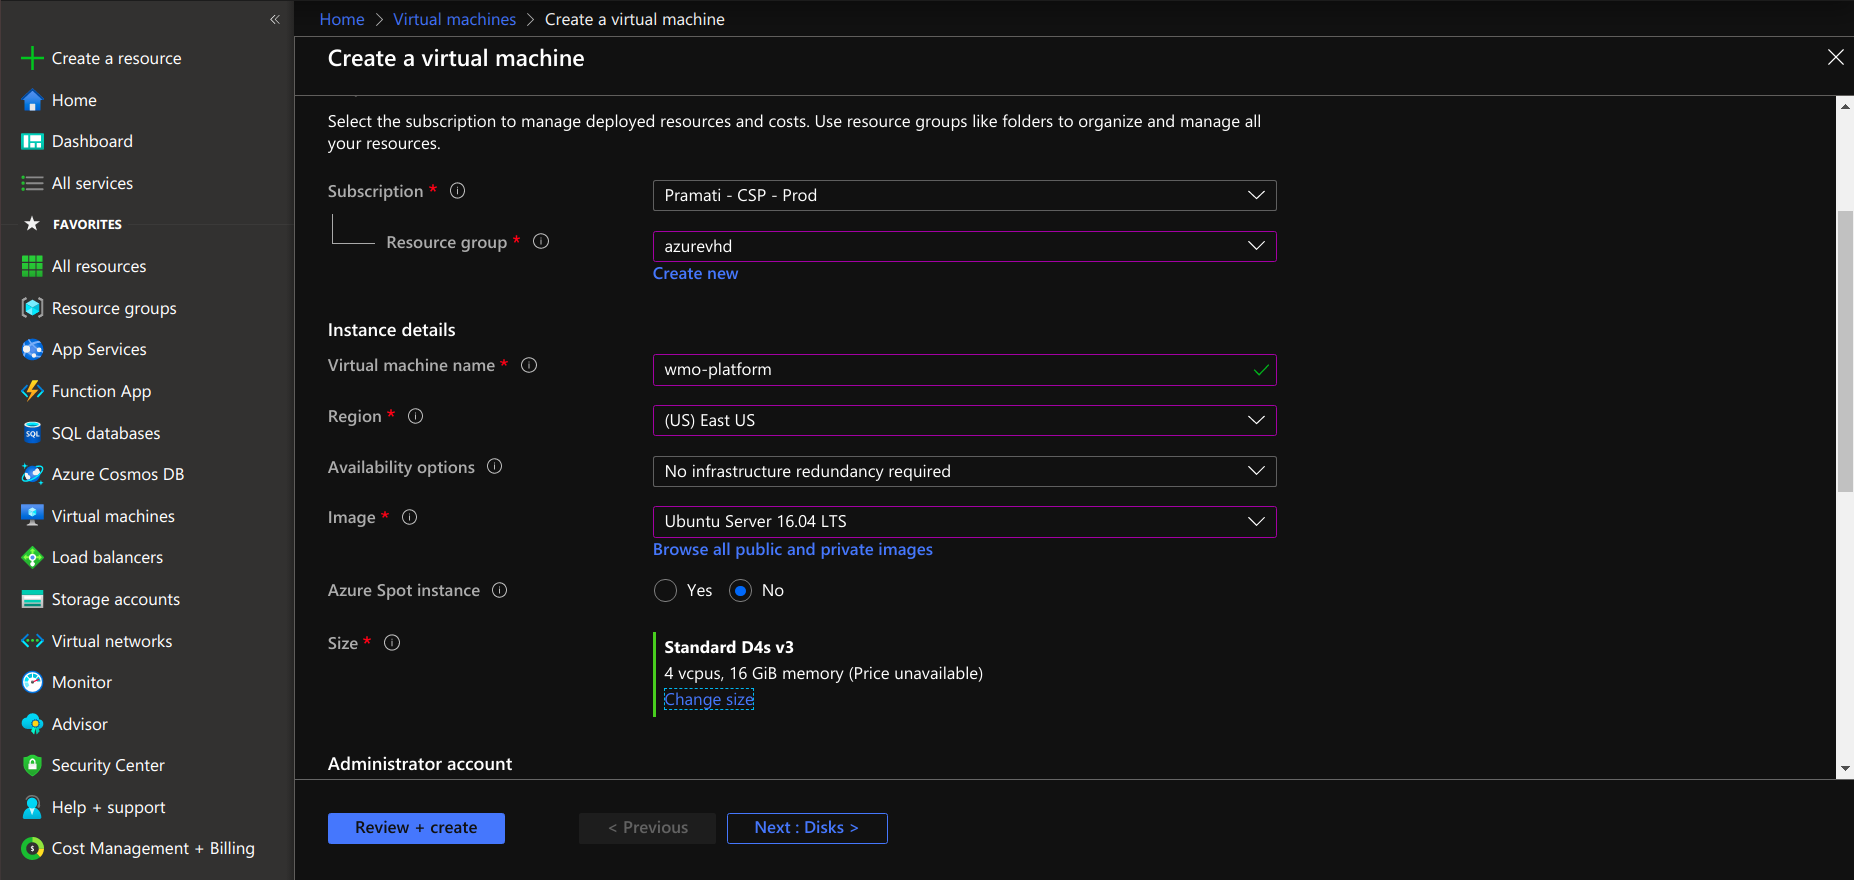 Home > Virtual machines > Create a virtual machine
Create a virtual machine
Create a resource
Home
Dashboard
All services
FAVORITES
All resources
Resource groups
App Services
Function App
SQL databases
Azure Cosmos DB
Virtual machines
Load balancers
Storage accounts
Virtual networks
Monitor
Advisor
Security Center
Help + support
Cost Management + Billing
Select the subscription to manage deployed resources and costs. Use resource groups like folders to organize and manage all
your resources.
Subscription * Pramati - CSP - Prod
Resource group * azurevhd
Create new
Instance details
Virtual machine name * wmo-platform
Region * (US) East US
Availability options No infrastructure redundancy required
Image * Ubuntu Server 16.04 LTS
Browse all public and private images
Azure Spot instance Yes No
Size * Standard D4s v3
4 vcpus, 16 GiB memory (Price unavailable)
Change size
Administrator account
Review + create < Previous Next : Disks >